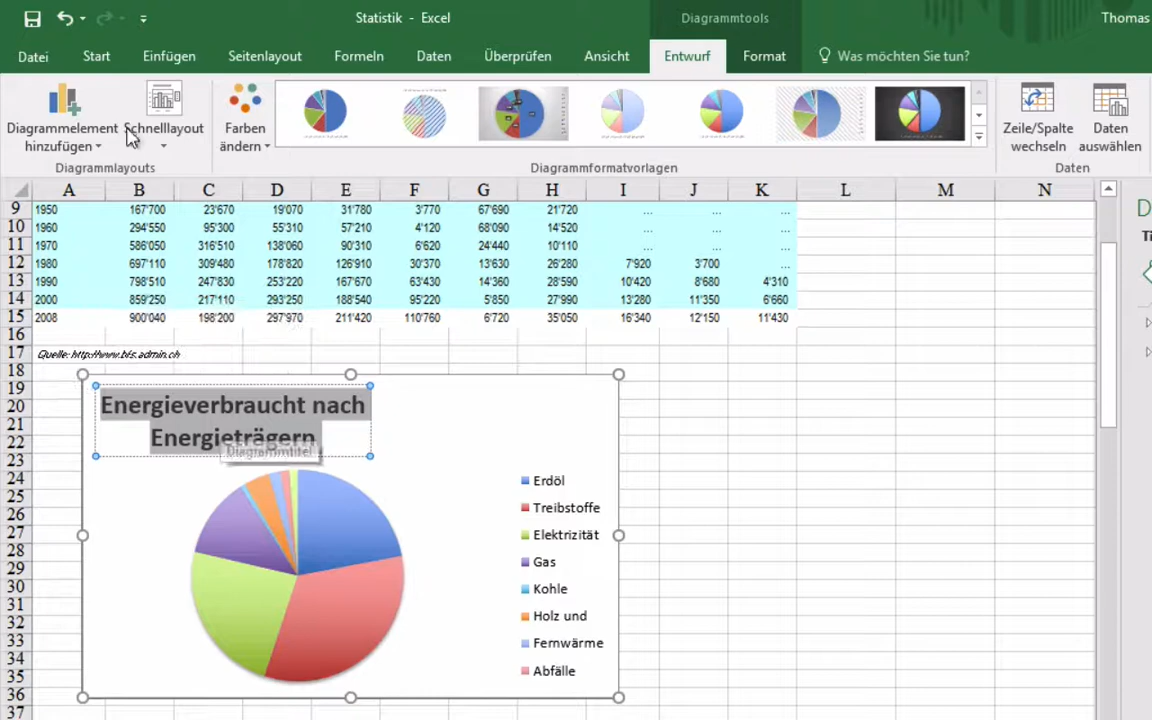 Statistik - Excel
Diagrammtools
Thomas
Datei Start Einfügen Seitenlayout Formeln Daten Überprüfen Ansicht Entwurf Format Was möchten Sie tun?
Diagrammelement hinzufügen
Schnelllayout
Farben ändern
Zeile/Spalte wechseln
Daten auswählen
Diagrammlayouts
Diagrammformatvorlagen
Daten
A B C D E F G H I J K L M N
9 1950 167'700 23'670 19'070 31'780 3'770 67'690 21'720 ... ... ...
10 1960 294'550 95'300 55'310 57'210 4'120 68'090 14'520 ... ... ...
11 1970 586'050 316'510 138'060 90'310 6'620 24'440 10'110 ... ... ...
12 1980 697'110 309'480 178'820 126'910 30'370 13'630 26'280 7'920 3'700 ...
13 1990 798'510 247'830 253'220 167'670 63'430 14'360 28'590 10'420 8'680 4'310
14 2000 859'250 217'110 293'250 188'540 95'220 5'850 27'990 13'280 11'350 6'660
15 2008 900'040 198'200 297'970 211'420 110'760 6'720 35'050 16'340 12'150 11'430
16
17 Quelle: http://www.bfs.admin.ch
18
19
20
21
22
23
24
25
26
27
28
29
30
31
32
33
34
35
36
37
Energieverbraucht nach
Energieträgern
Diagrammtitel
Erdöl
Treibstoffe
Elektrizität
Gas
Kohle
Holz und
Fernwärme
Abfälle